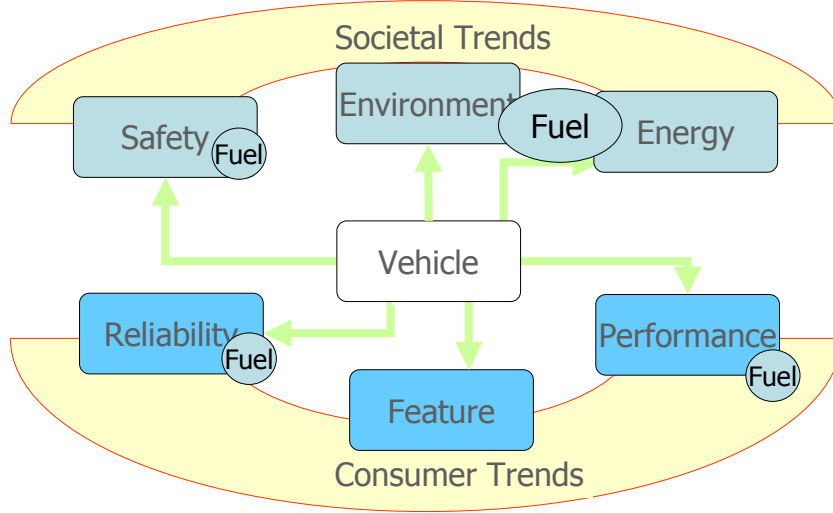 Societal Trends
Environment
Fuel
Safety
Fuel
Energy
Vehicle
Reliability
Fuel
Performance
Fuel
Feature
Consumer Trends